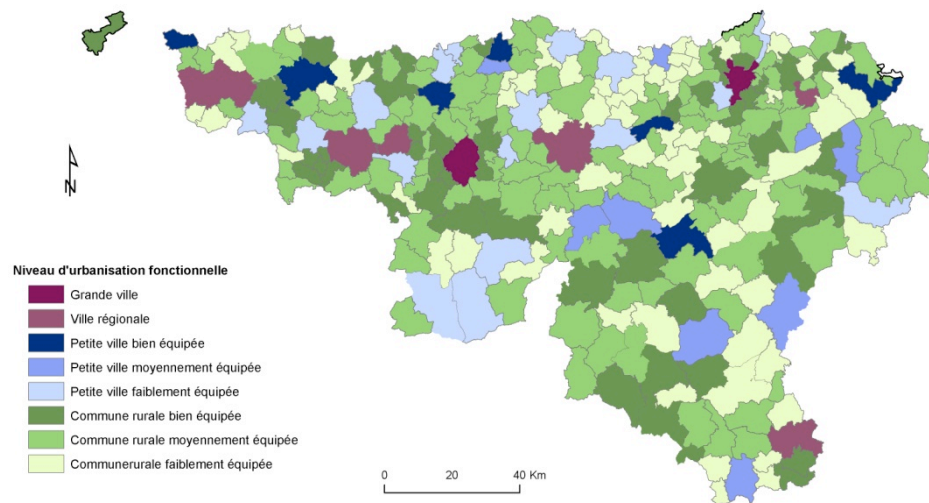 N
Niveau d'urbanisation fonctionnelle
Grande ville
Ville régionale
Petite ville bien équipée
Petite ville moyennement équipée
Petite ville faiblement équipée
Commune rurale bien équipée
Commune rurale moyennement équipée
Communerurale faiblement équipée
0 20 40 Km